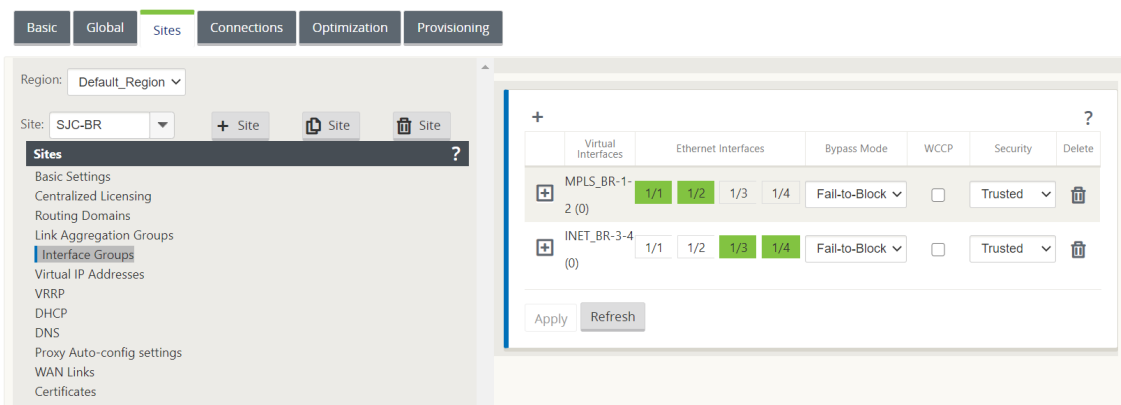 Basic Global Sites Connections Optimization Provisioning
Region: Default_Region
Site: SJC-BR + Site Site Site
Sites ?
Basic Settings
Centralized Licensing
Routing Domains
Link Aggregation Groups
Interface Groups
Virtual IP Addresses
VRRP
DHCP
DNS
Proxy Auto-config settings
WAN Links
Certificates
+ ?
Virtual
Interfaces Ethernet Interfaces Bypass Mode WCCP Security Delete
MPLS_BR-1-
2 (0) 1/1 1/2 1/3 1/4 Fail-to-Block Trusted
INET_BR-3-4
(0) 1/1 1/2 1/3 1/4 Fail-to-Block Trusted
Apply Refresh